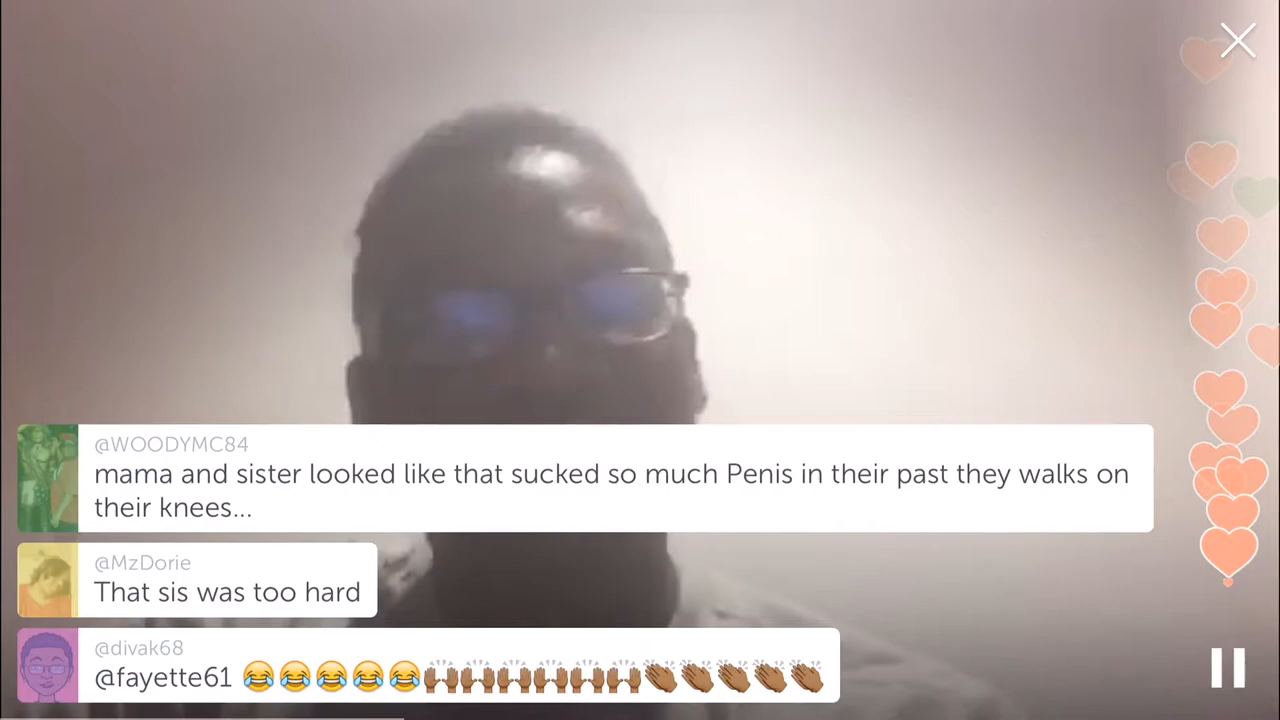 @WOODYMC84
mama and sister looked like that sucked so much Penis in their past they walks on
their knees...
@MzDorie
That sis was too hard
@divak68
@fayette61 😂😂😂😂😂🙌🏾🙌🏾🙌🏾🙌🏾🙌🏾🙌🏾👏🏾👏🏾👏🏾👏🏾👏🏾